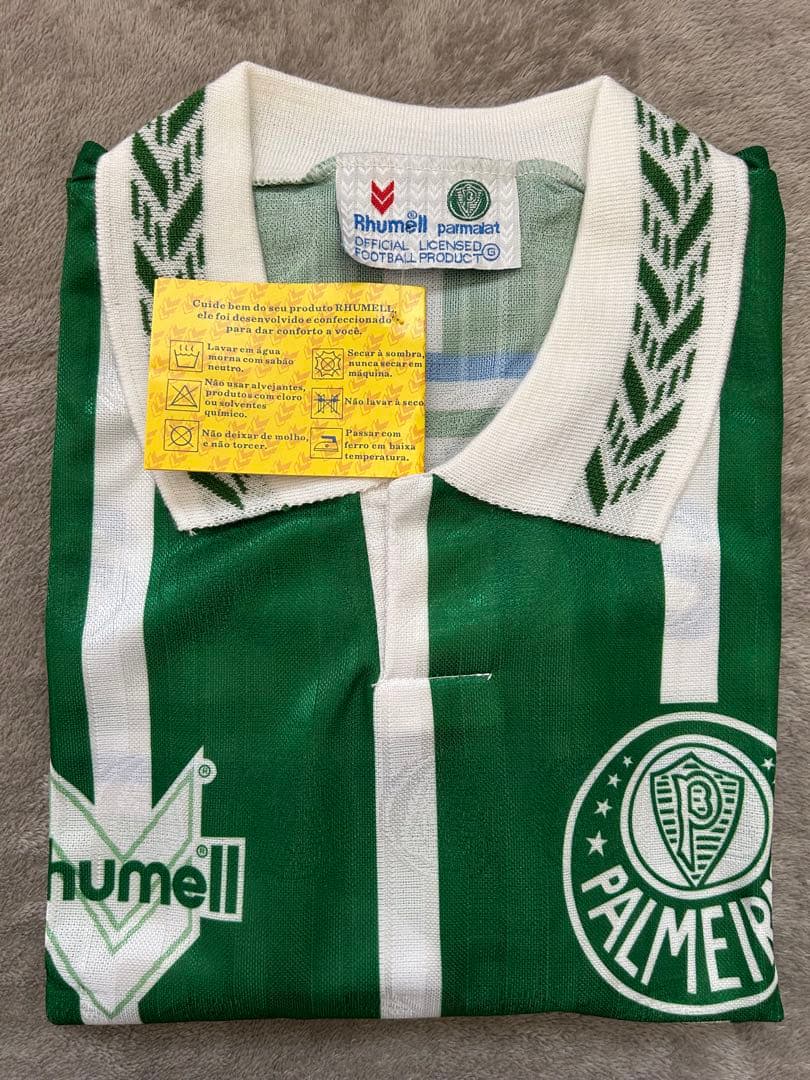 Rhumell® parmalat
OFFICIAL LICENSED
FOOTBALL PRODUCT G
Cuide bem do seu produto RHUMELL,
ele foi desenvolvido e confeccionado
para dar conforto a você.
Lavar em água
morna com sabão
neutro.
Secar à sombra,
nunca secar em
máquina.
Não usar alvejantes,
produtos com cloro
ou solventes
químico.
Não lavár à seco
Não deixar de molho,
e não torcer.
Passar com
ferro em baixa
temperatura.
®
humell®
P
PALMEIR